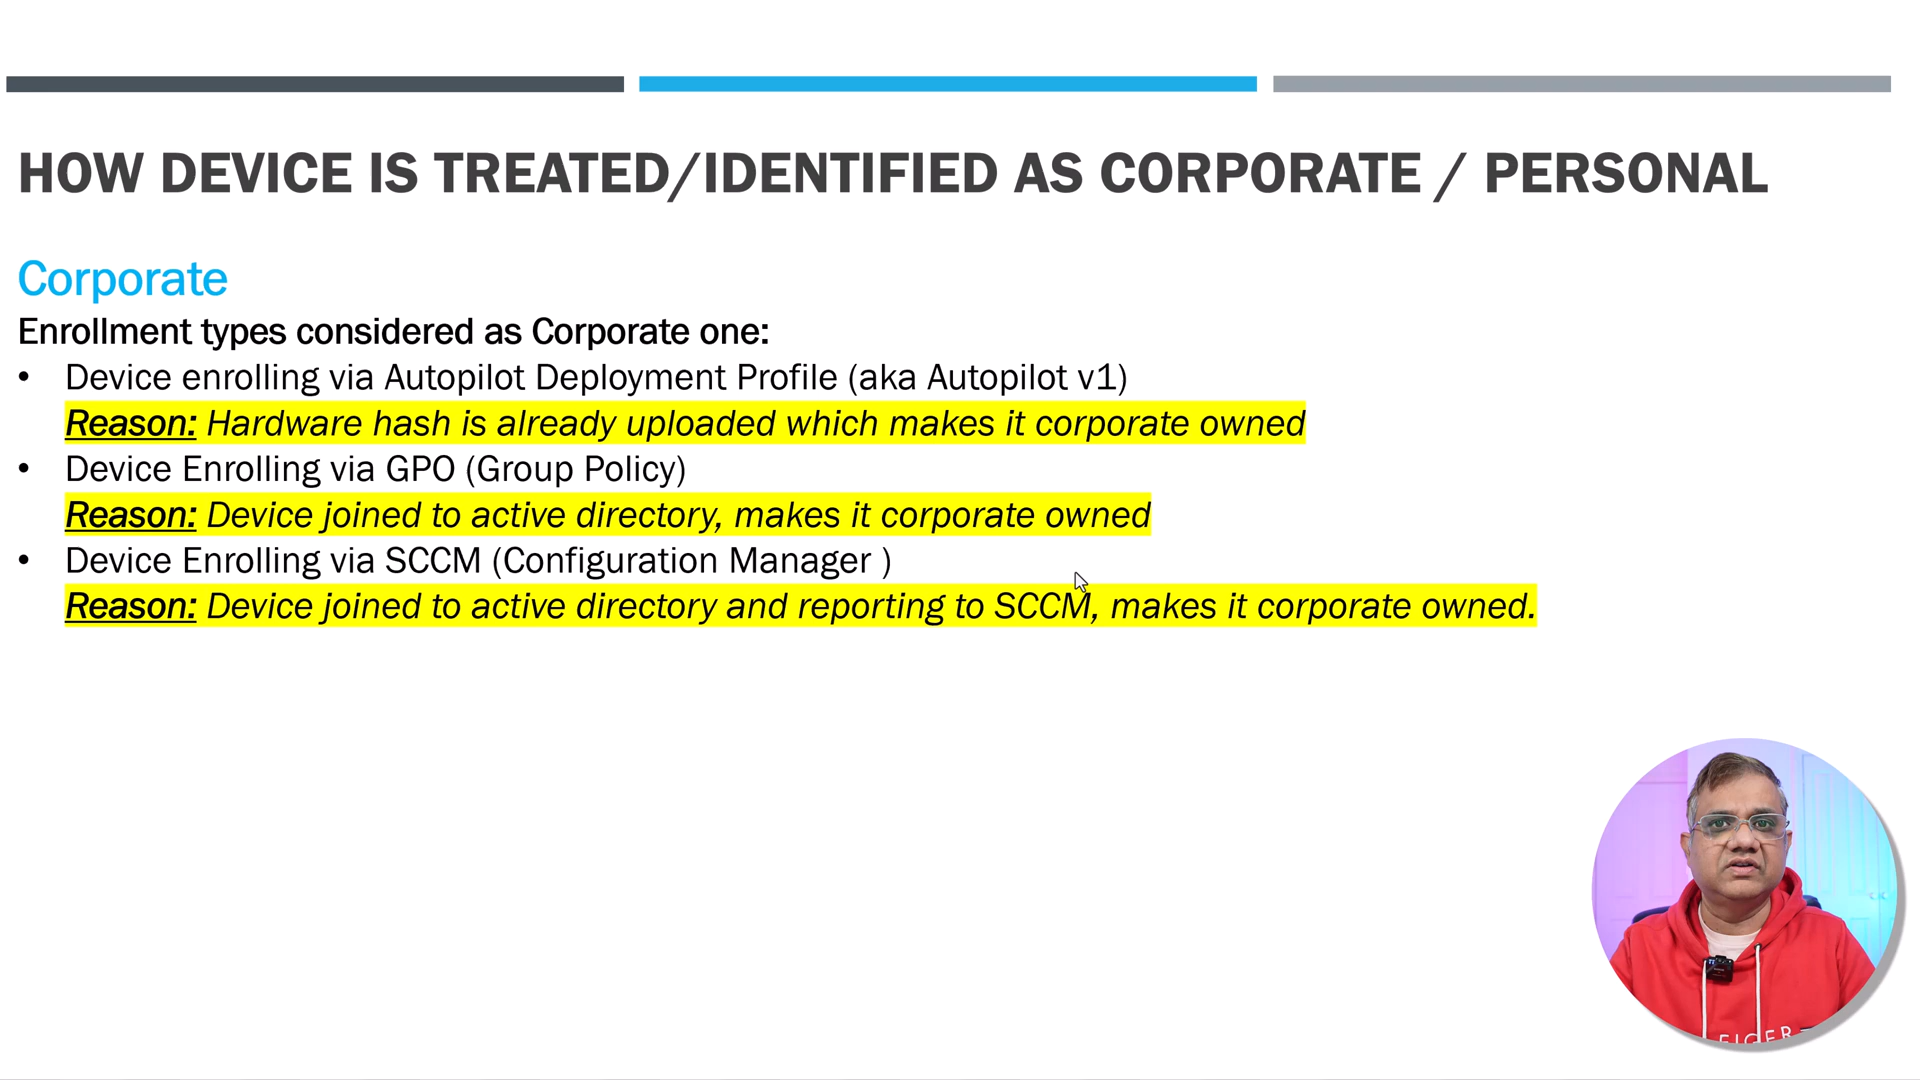 HOW DEVICE IS TREATED/IDENTIFIED AS CORPORATE / PERSONAL
Corporate
Enrollment types considered as Corporate one:
• Device enrolling via Autopilot Deployment Profile (aka Autopilot v1)
Reason: Hardware hash is already uploaded which makes it corporate owned
• Device Enrolling via GPO (Group Policy)
Reason: Device joined to active directory, makes it corporate owned
• Device Enrolling via SCCM (Configuration Manager )
Reason: Device joined to active directory and reporting to SCCM, makes it corporate owned.